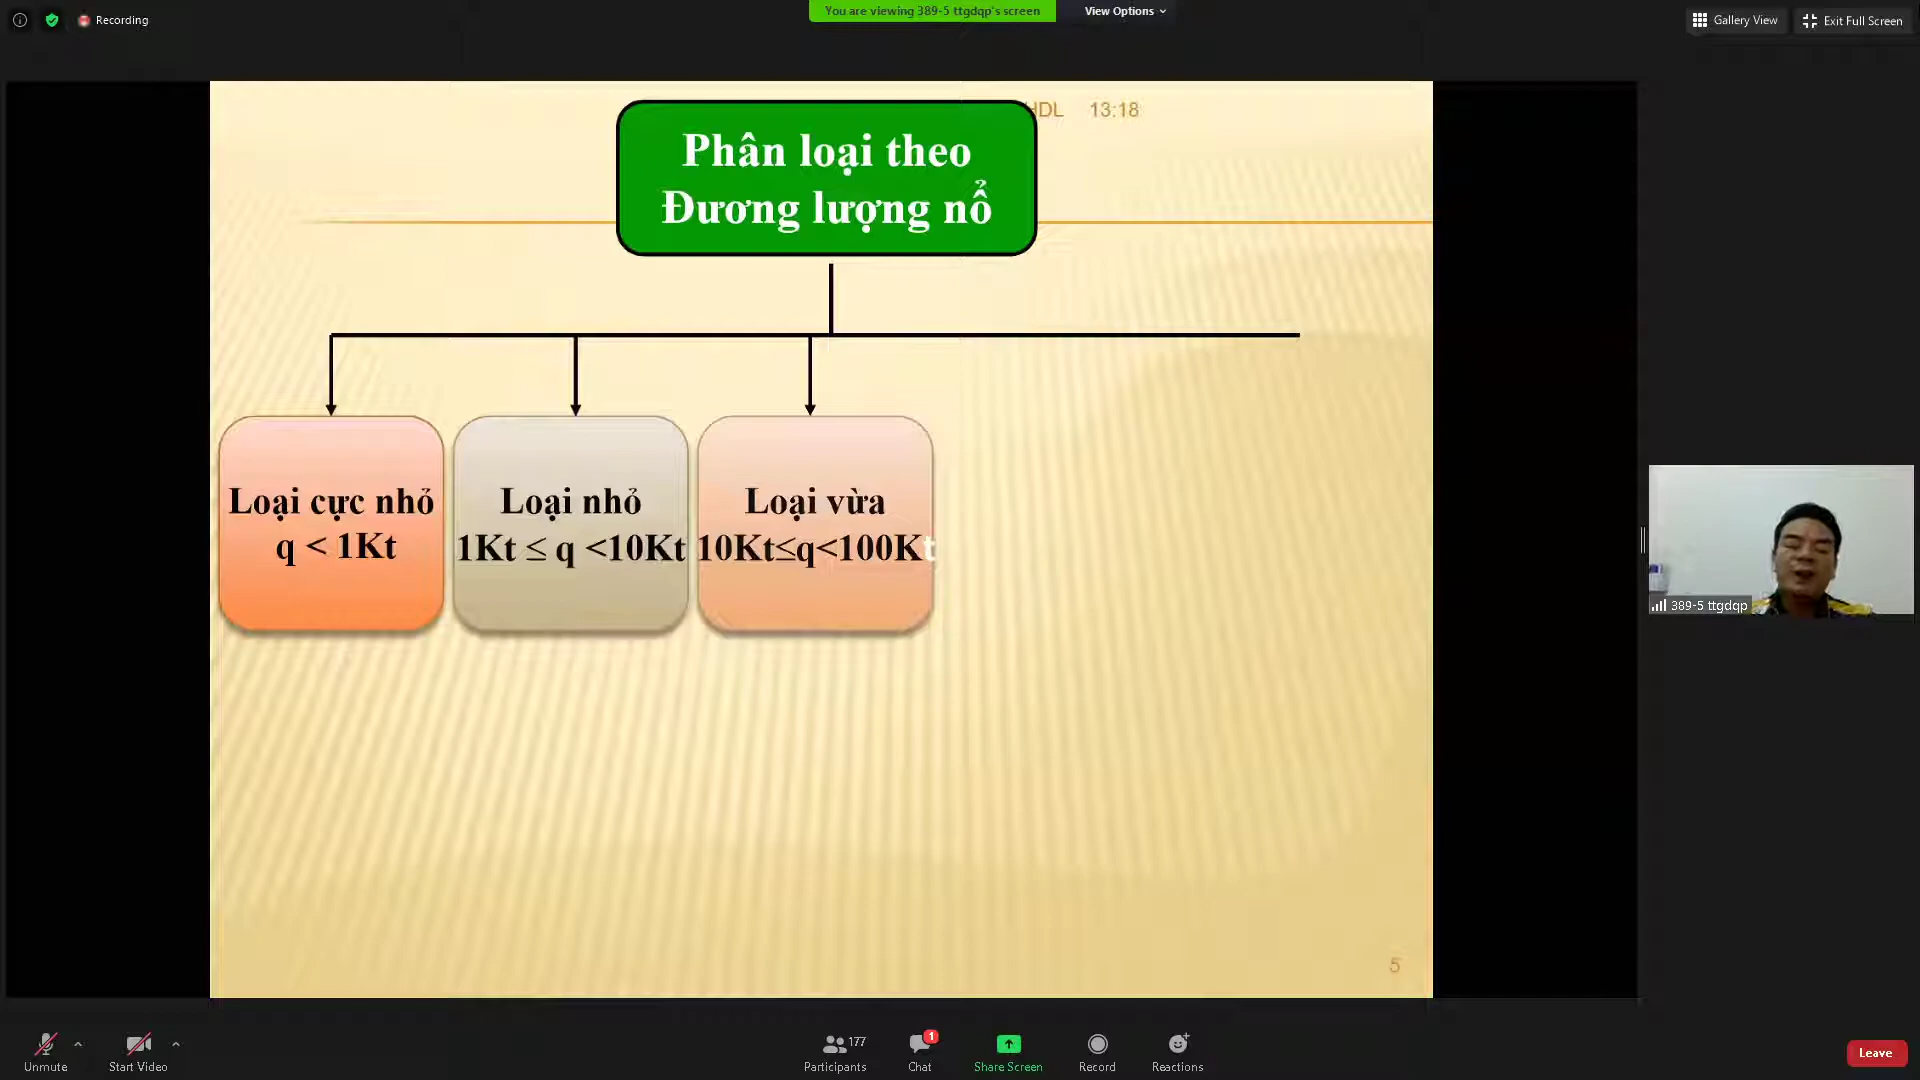 Recording
You are viewing 389-5 ttgdqp's screen
View Options
Gallery View
Exit Full Screen
HDL 13:18
Phân loại theo
Đương lượng nổ
Loại cực nhỏ
q < 1Kt
Loại nhỏ
1Kt ≤ q <10Kt
Loại vừa
10Kt≤q<100Kt
389-5 ttgdqp
5
Unmute
Start Video
177
Participants
1
Chat
Share Screen
Record
Reactions
Leave